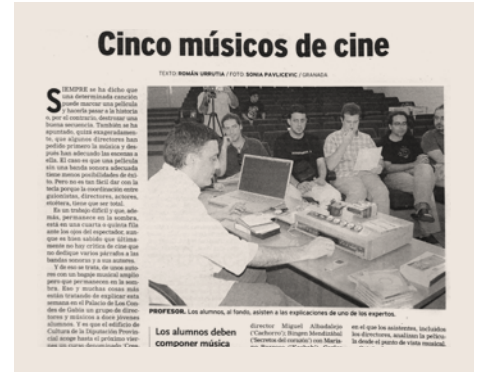 Cinco músicos de cine
TEXTO: ROMÁN URRUTIA / FOTO: SONIA PAVLICEVIC / GRANADA
SIEMPRE se ha dicho que
una determinada canción
puede marcar una película
y hacerla pasar a la historia
o, por el contrario, destrozar una
buena secuencia. También se ha
apuntado, quizá exageradamen-
te, que algunos directores han
pedido primero la música y des-
pués han adecuado las escenas a
ella. El caso es que una película
sin una banda sonora adecuada
tiene menos posibilidades de éxi-
to. Pero no es tan fácil dar con la
tecla porque la coordinación entre
guionistas, directores, actores,
etcétera, tiene que ser total.
Es un trabajo difícil y que, ade-
más, permanece en la sombra,
está en una cuarta o quinta fila
ante los ojos del espectador, aun-
que es bien sabido que última-
mente no hay crítica de cine que
no dedique varios párrafos a las
bandas sonoras y a sus autores.
Y de eso se trata, de unos auto-
res con un bagaje musical amplio
pero que permanecen en la som-
bra. Eso y muchas cosas más
están tratando de explicar esta
semana en el Palacio de Los Con-
des de Gabia un grupo de direc-
tores y músicos a doce jóvenes
alumnos. Y es que el edificio de
Cultura de la Diputación Provin-
cial acoge hasta el próximo vier-
PROFESOR. Los alumnos, al fondo, asisten a las explicaciones de uno de los expertos.
Los alumnos deben
componer música
director Miguel Albadalejo
('Cachorro'); Bingen Mendizábal
('Secretos del corazón') con Maria-
en el que los asistentes, incluidos
los directores, analizan la pelícu-
la desde el punto de vista musical.